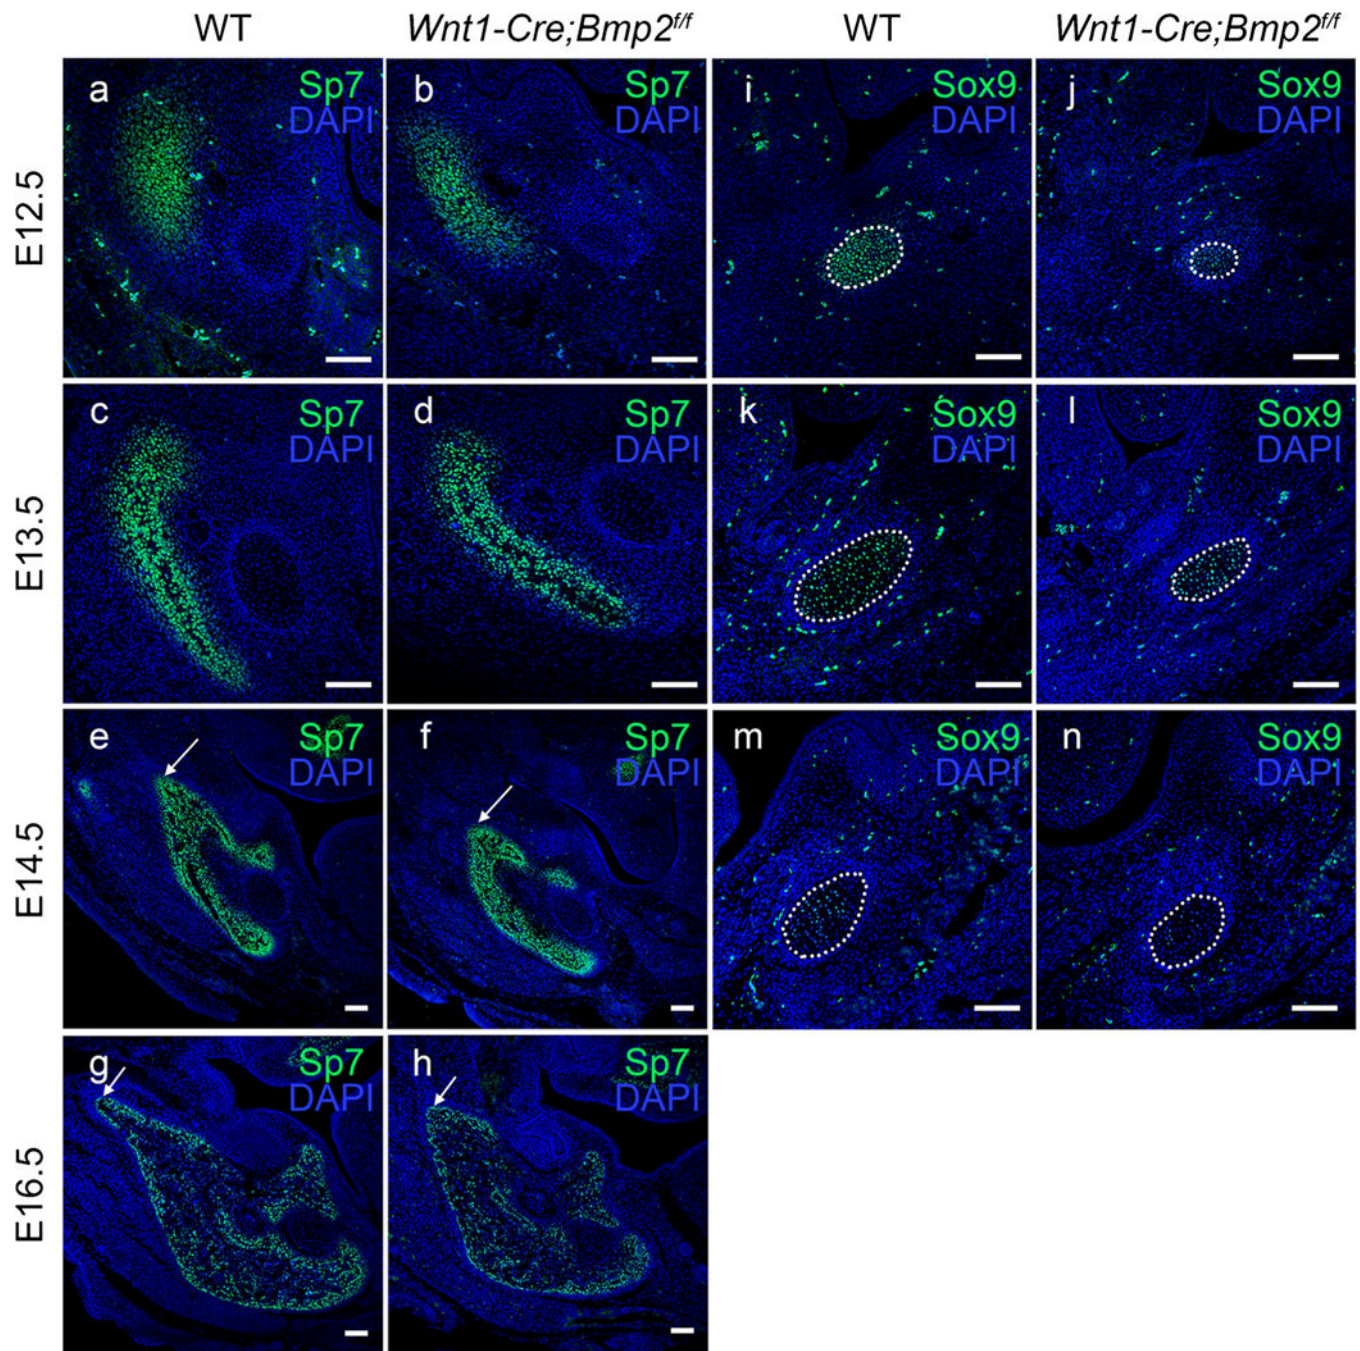 WT Wnt1-Cre;Bmp2f/f WT Wnt1-Cre;Bmp2f/f
E12.5
a Sp7
DAPI
b Sp7
DAPI
i Sox9
DAPI
j Sox9
DAPI
E13.5
c Sp7
DAPI
d Sp7
DAPI
k Sox9
DAPI
l Sox9
DAPI
E14.5
e Sp7
DAPI
f Sp7
DAPI
m Sox9
DAPI
n Sox9
DAPI
E16.5
g Sp7
DAPI
h Sp7
DAPI